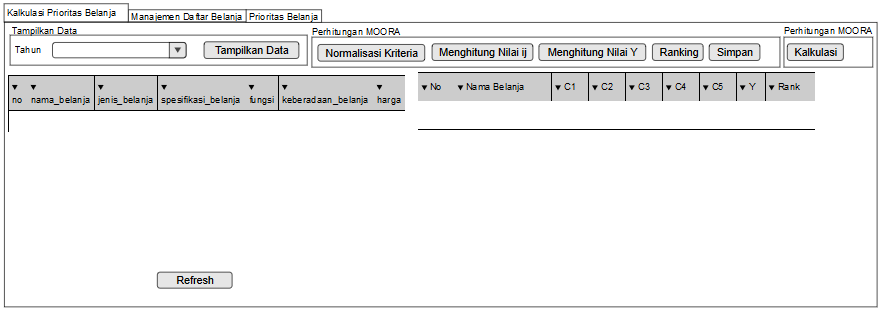 Kalkulasi Prioritas Belanja
Manajemen Daftar Belanja
Prioritas Belanja
Tampilkan Data
Tahun
Tampilkan Data
Perhitungan MOORA
Normalisasi Kriteria
Menghitung Nilai ij
Menghitung Nilai Y
Ranking
Simpan
Perhitungan MOORA
Kalkulasi
no nama_belanja jenis_belanja spesifikasi_belanja fungsi keberadaan_belanja harga
No Nama Belanja C1 C2 C3 C4 C5 Y Rank
Refresh